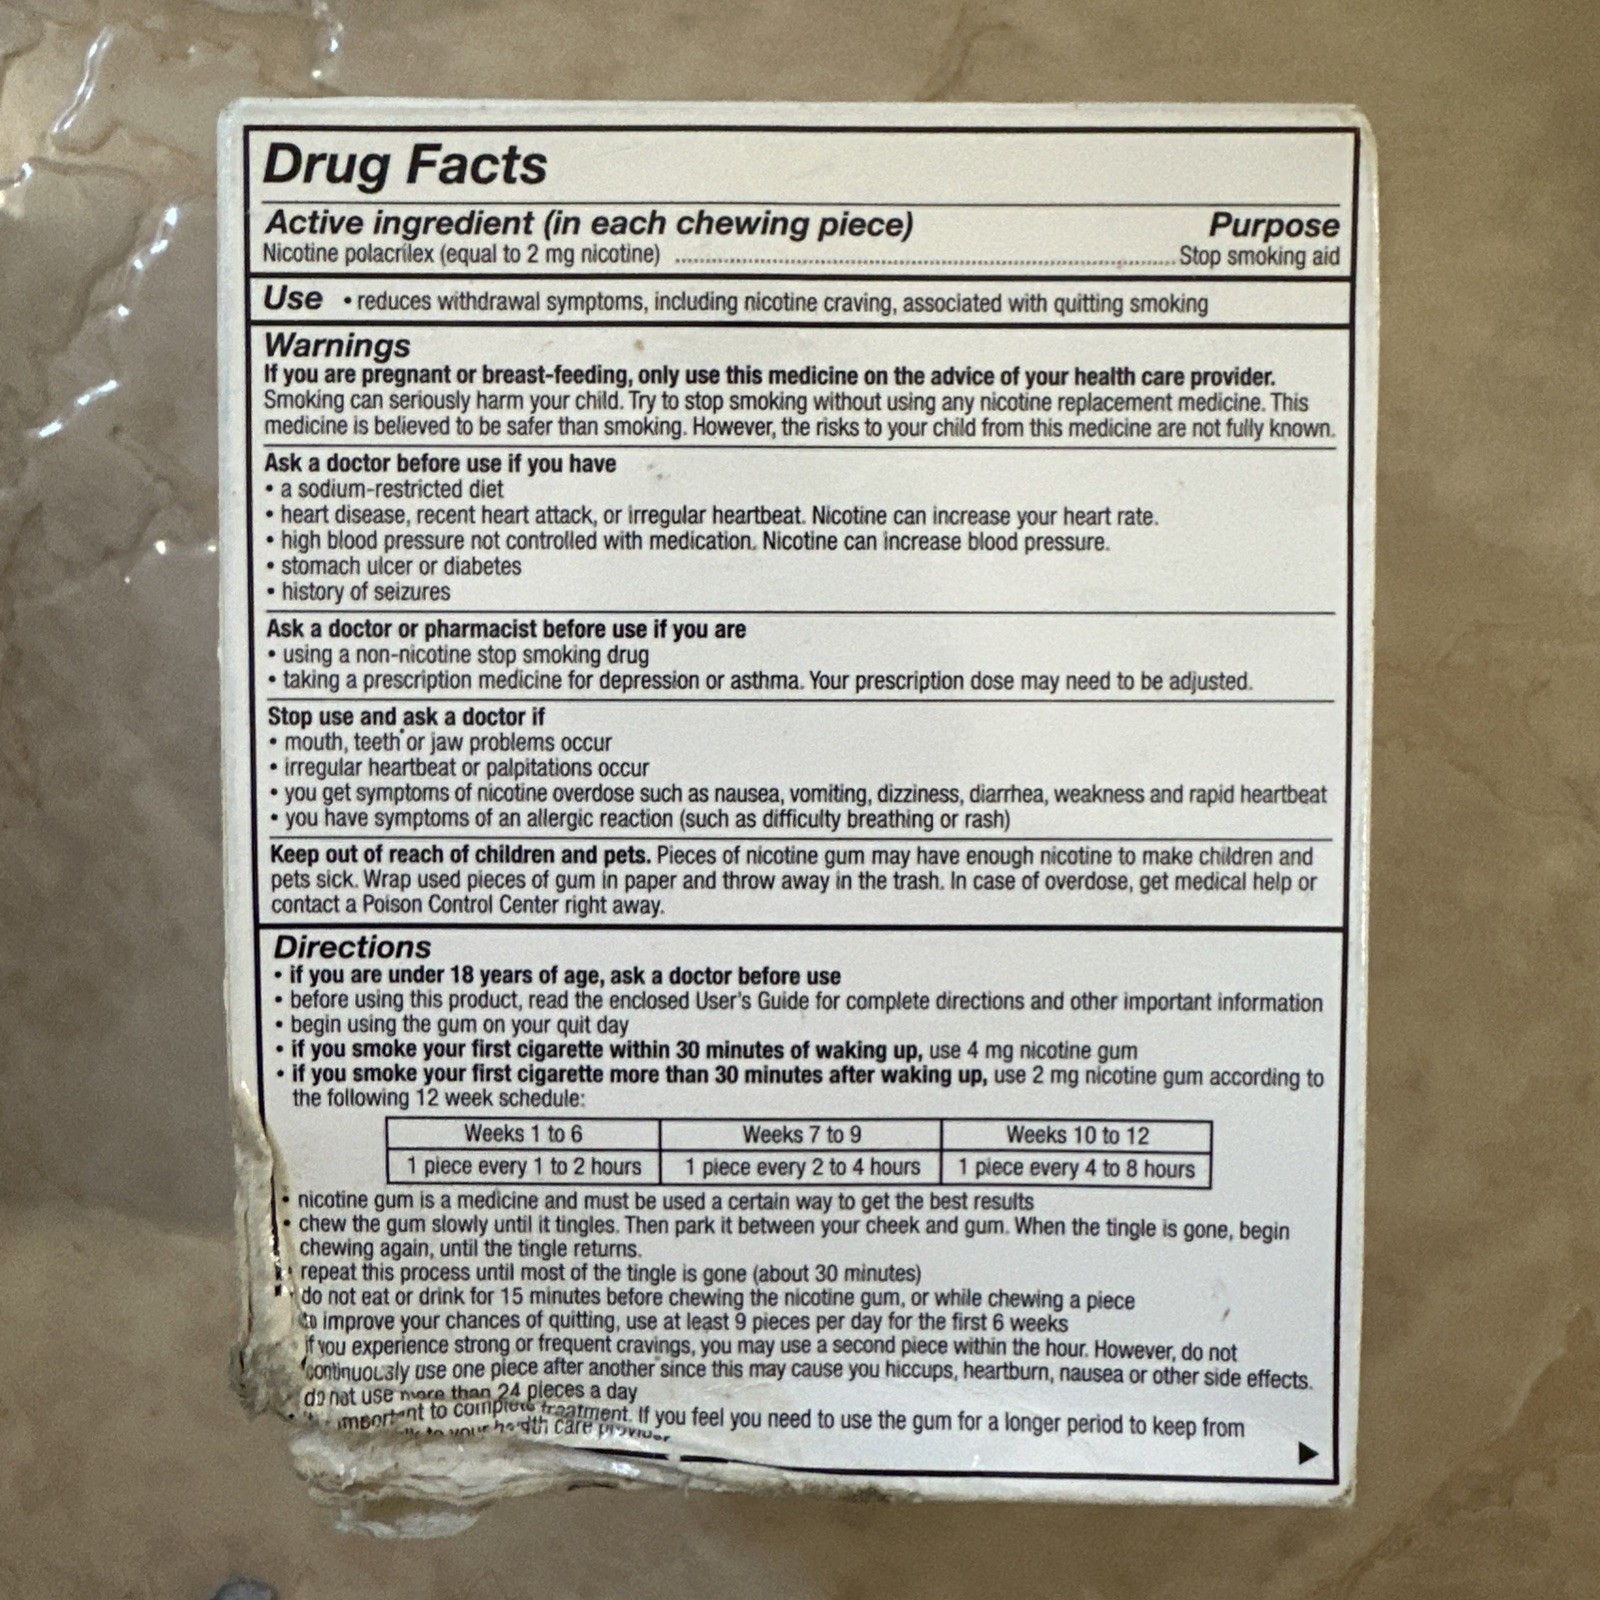 Drug Facts
Active ingredient (in each chewing piece) Purpose
Nicotine polacrilex (equal to 2 mg nicotine) ........................................ Stop smoking aid
Use • reduces withdrawal symptoms, including nicotine craving, associated with quitting smoking
Warnings
If you are pregnant or breast-feeding, only use this medicine on the advice of your health care provider.
Smoking can seriously harm your child. Try to stop smoking without using any nicotine replacement medicine. This
medicine is believed to be safer than smoking. However, the risks to your child from this medicine are not fully known.
Ask a doctor before use if you have
• a sodium-restricted diet
• heart disease, recent heart attack, or irregular heartbeat. Nicotine can increase your heart rate.
• high blood pressure not controlled with medication. Nicotine can increase blood pressure.
• stomach ulcer or diabetes
• history of seizures
Ask a doctor or pharmacist before use if you are
• using a non-nicotine stop smoking drug
• taking a prescription medicine for depression or asthma. Your prescription dose may need to be adjusted.
Stop use and ask a doctor if
• mouth, teeth or jaw problems occur
• irregular heartbeat or palpitations occur
• you get symptoms of nicotine overdose such as nausea, vomiting, dizziness, diarrhea, weakness and rapid heartbeat
• you have symptoms of an allergic reaction (such as difficulty breathing or rash)
Keep out of reach of children and pets. Pieces of nicotine gum may have enough nicotine to make children and
pets sick. Wrap used pieces of gum in paper and throw away in the trash. In case of overdose, get medical help or
contact a Poison Control Center right away.
Directions
• if you are under 18 years of age, ask a doctor before use
• before using this product, read the enclosed User's Guide for complete directions and other important information
• begin using the gum on your quit day
• if you smoke your first cigarette within 30 minutes of waking up, use 4 mg nicotine gum
• if you smoke your first cigarette more than 30 minutes after waking up, use 2 mg nicotine gum according to
the following 12 week schedule:
Weeks 1 to 6 Weeks 7 to 9 Weeks 10 to 12
1 piece every 1 to 2 hours 1 piece every 2 to 4 hours 1 piece every 4 to 8 hours
• nicotine gum is a medicine and must be used a certain way to get the best results
• chew the gum slowly until it tingles. Then park it between your cheek and gum. When the tingle is gone, begin
chewing again, until the tingle returns.
• repeat this process until most of the tingle is gone (about 30 minutes)
• do not eat or drink for 15 minutes before chewing the nicotine gum, or while chewing a piece
to improve your chances of quitting, use at least 9 pieces per day for the first 6 weeks
if you experience strong or frequent cravings, you may use a second piece within the hour. However, do not
continuously use one piece after another since this may cause you hiccups, heartburn, nausea or other side effects.
do not use more than 24 pieces a day
important to complete treatment. If you feel you need to use the gum for a longer period to keep from
to your health care provider